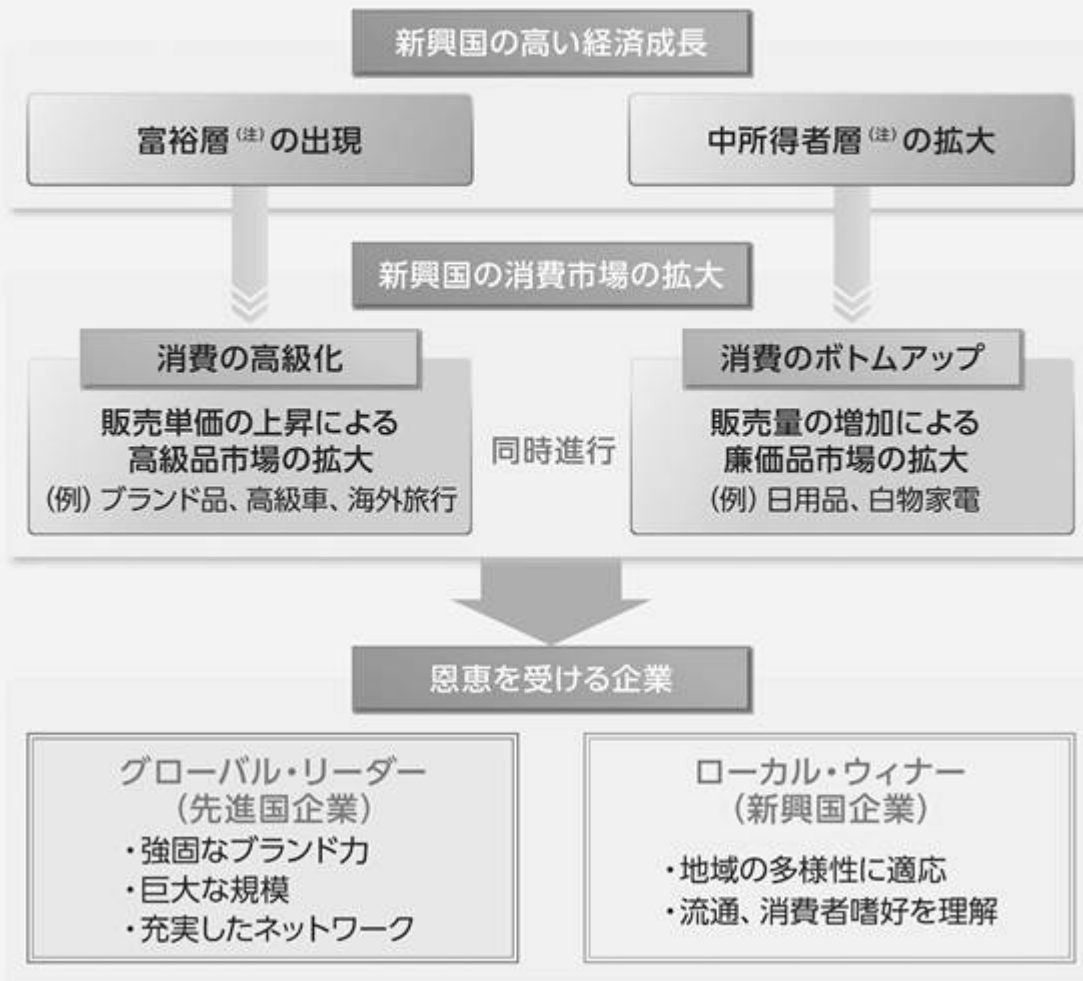 新興国の高い経済成長
富裕層(注)の出現
中所得者層(注)の拡大
新興国の消費市場の拡大
消費の高級化
販売単価の上昇による
高級品市場の拡大
(例)ブランド品、高級車、海外旅行
同時進行
消費のボトムアップ
販売量の増加による
廉価品市場の拡大
(例)日用品、白物家電
恩恵を受ける企業
グローバル・リーダー
(先進国企業)
・強固なブランド力
・巨大な規模
・充実したネットワーク
ローカル・ウィナー
(新興国企業)
・地域の多様性に適応
・流通、消費者嗜好を理解